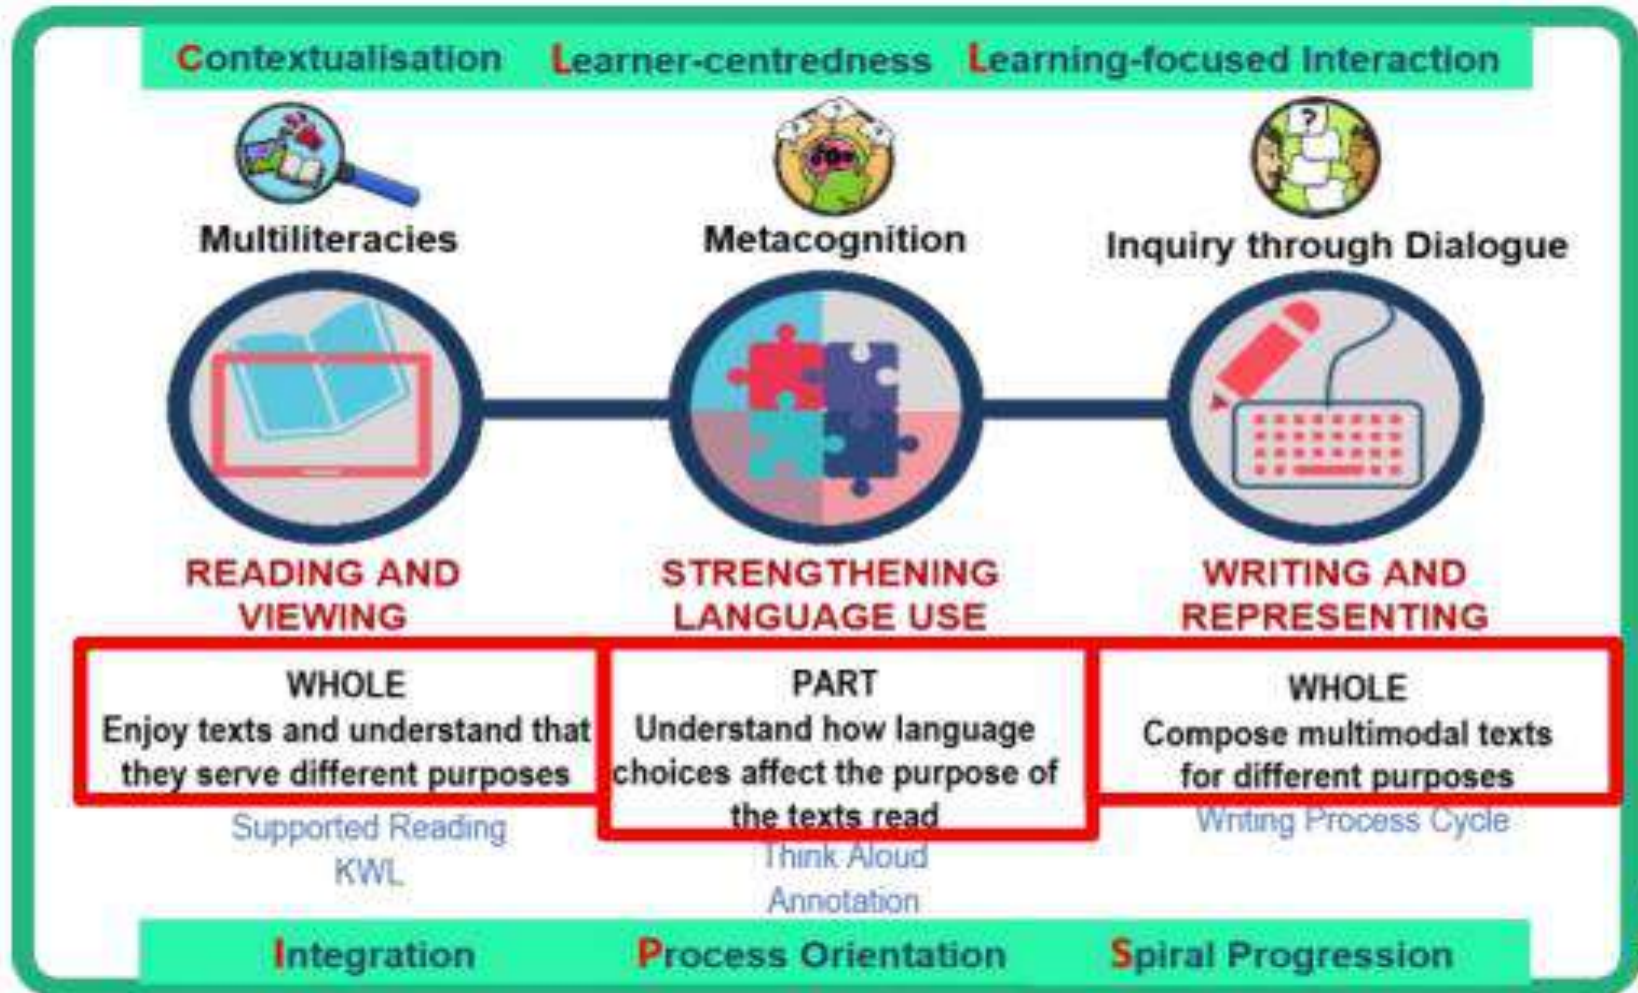 Contextualisation Learner-centredness Learning-focused Interaction
Multiliteracies
Metacognition
?
Inquiry through Dialogue
READING AND
VIEWING
STRENGTHENING
LANGUAGE USE
WRITING AND
REPRESENTING
WHOLE
Enjoy texts and understand that
they serve different purposes
Supported Reading
KWL
PART
Understand how language
choices affect the purpose of
the texts read
Think Aloud
Annotation
WHOLE
Compose multimodal texts
for different purposes
Writing Process Cycle
Integration Process Orientation Spiral Progression